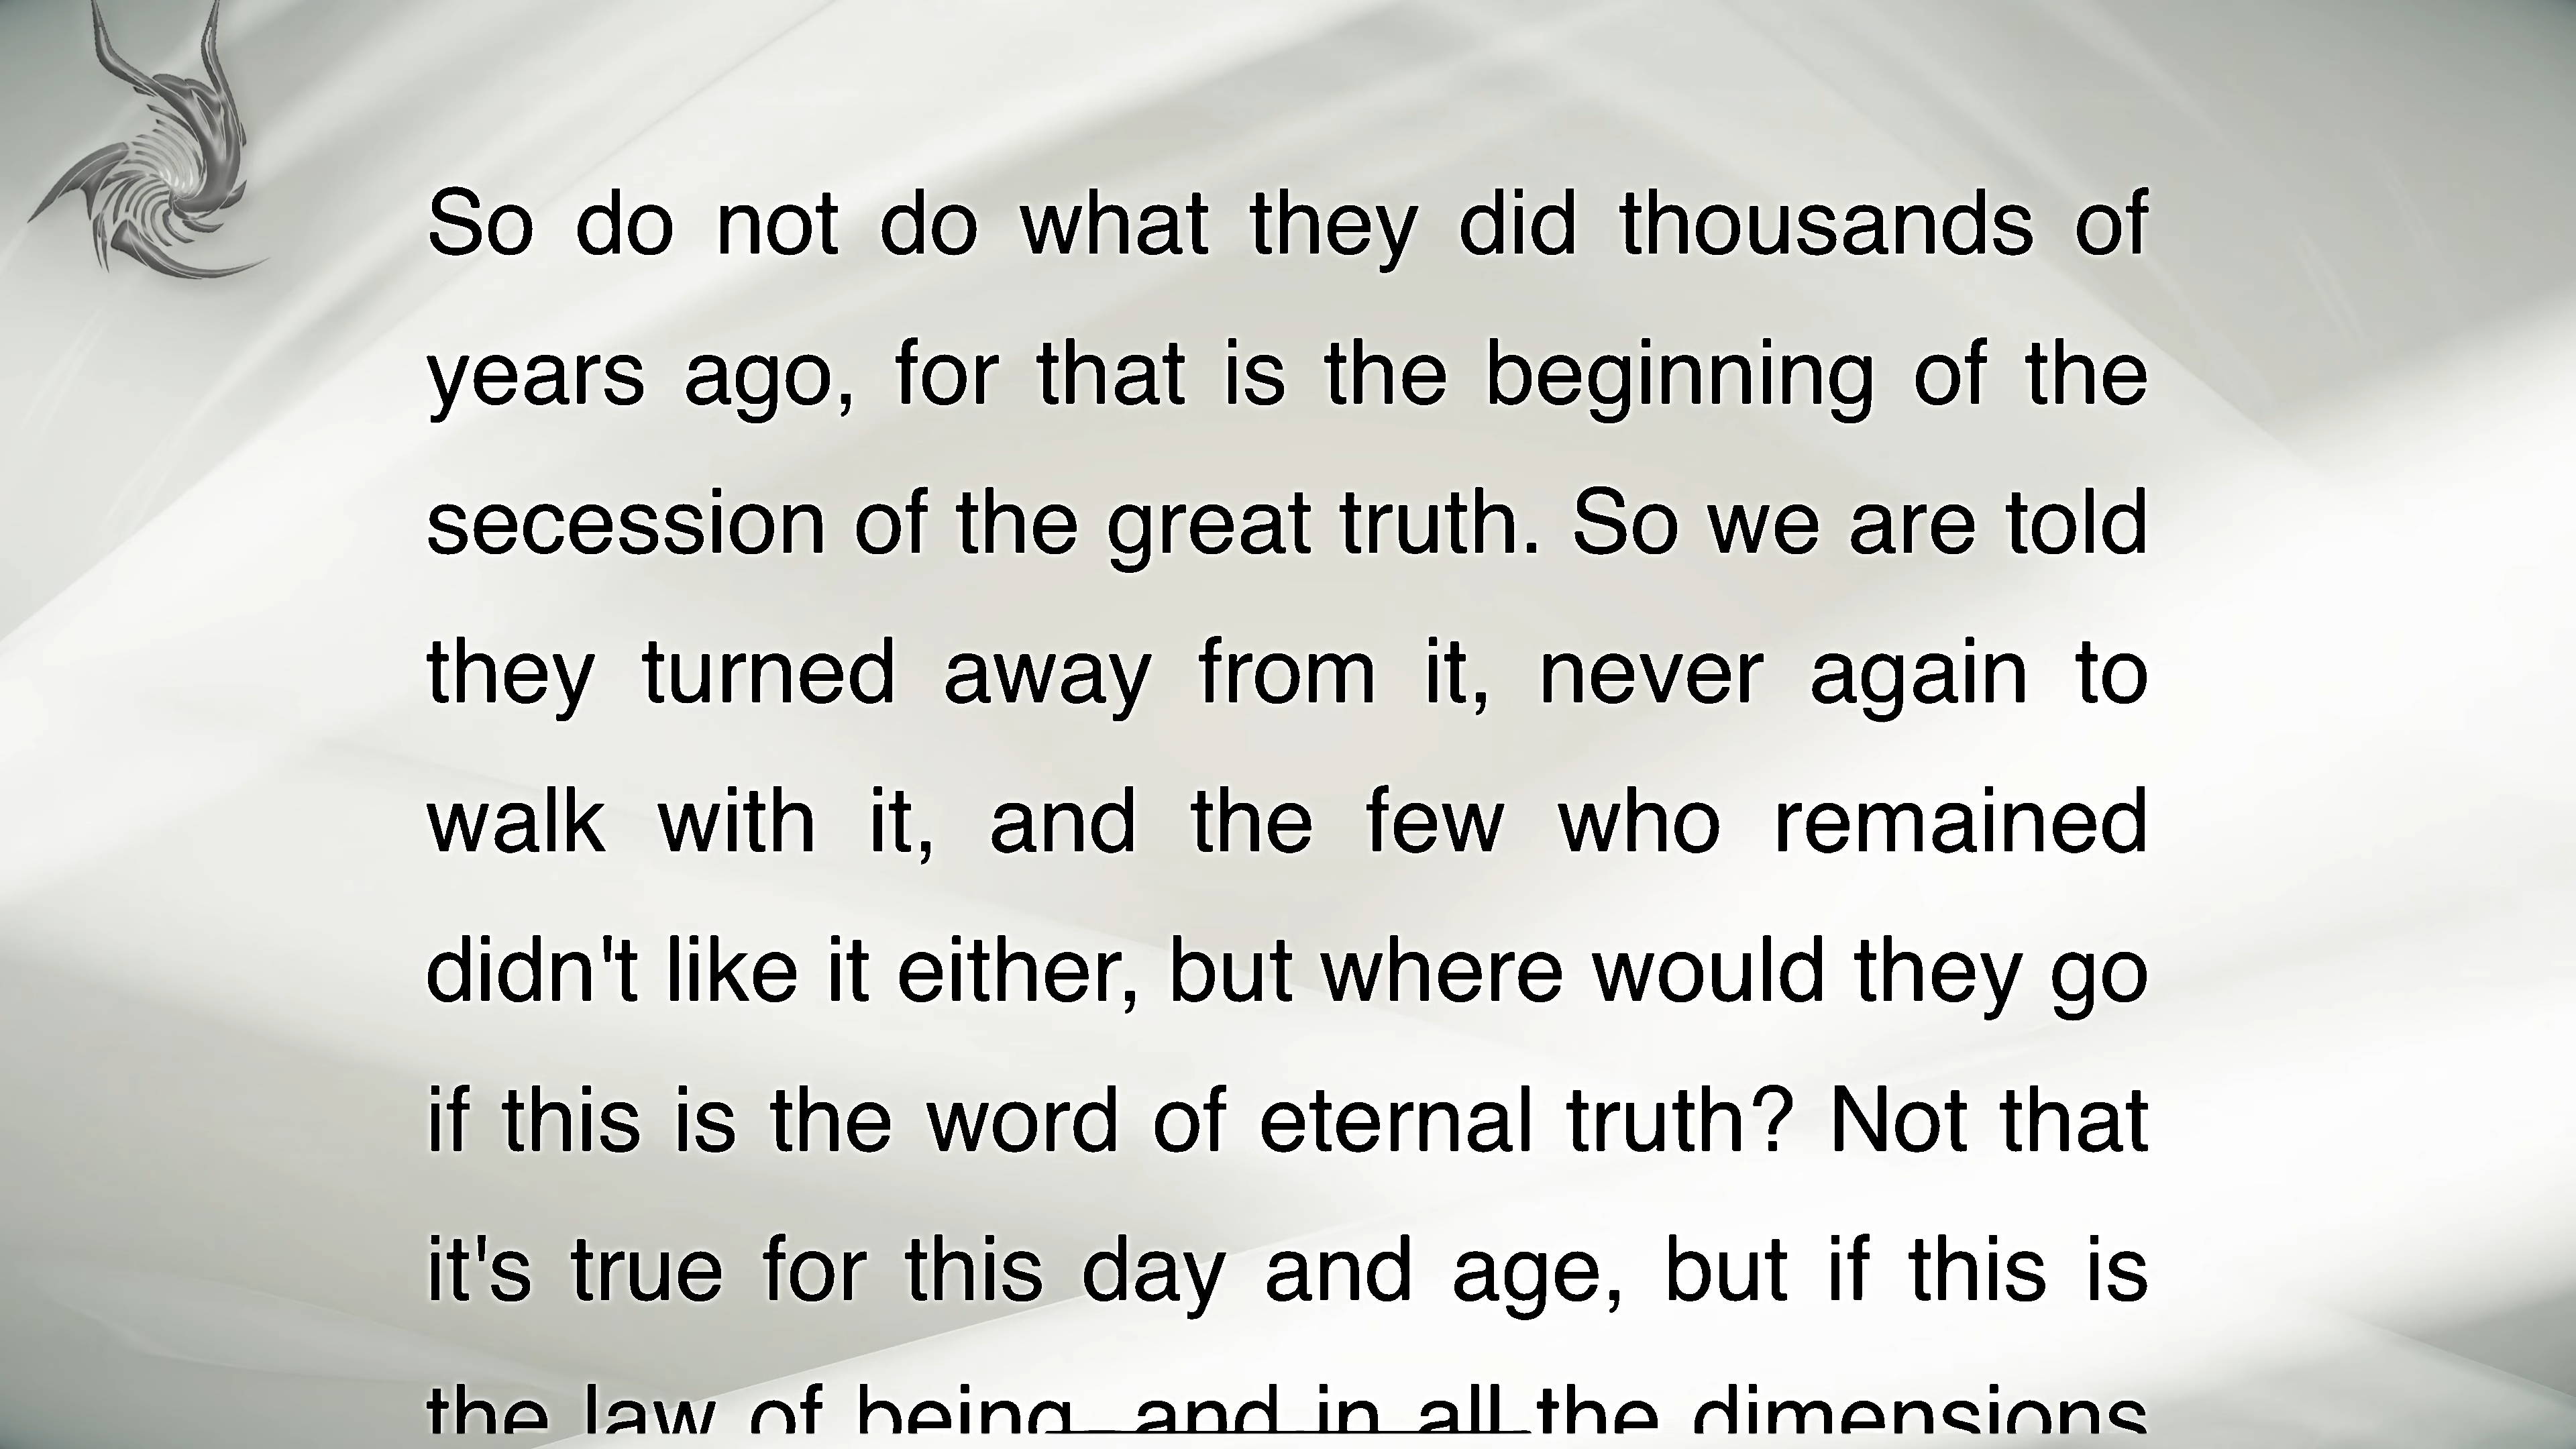 So do not do what they did thousands of
years ago, for that is the beginning of the
secession of the great truth. So we are told
they turned away from it, never again to
walk with it, and the few who remained
didn't like it either, but where would they go
if this is the word of eternal truth? Not that
it's true for this day and age, but if this is
the law of being, and in all the dimensions